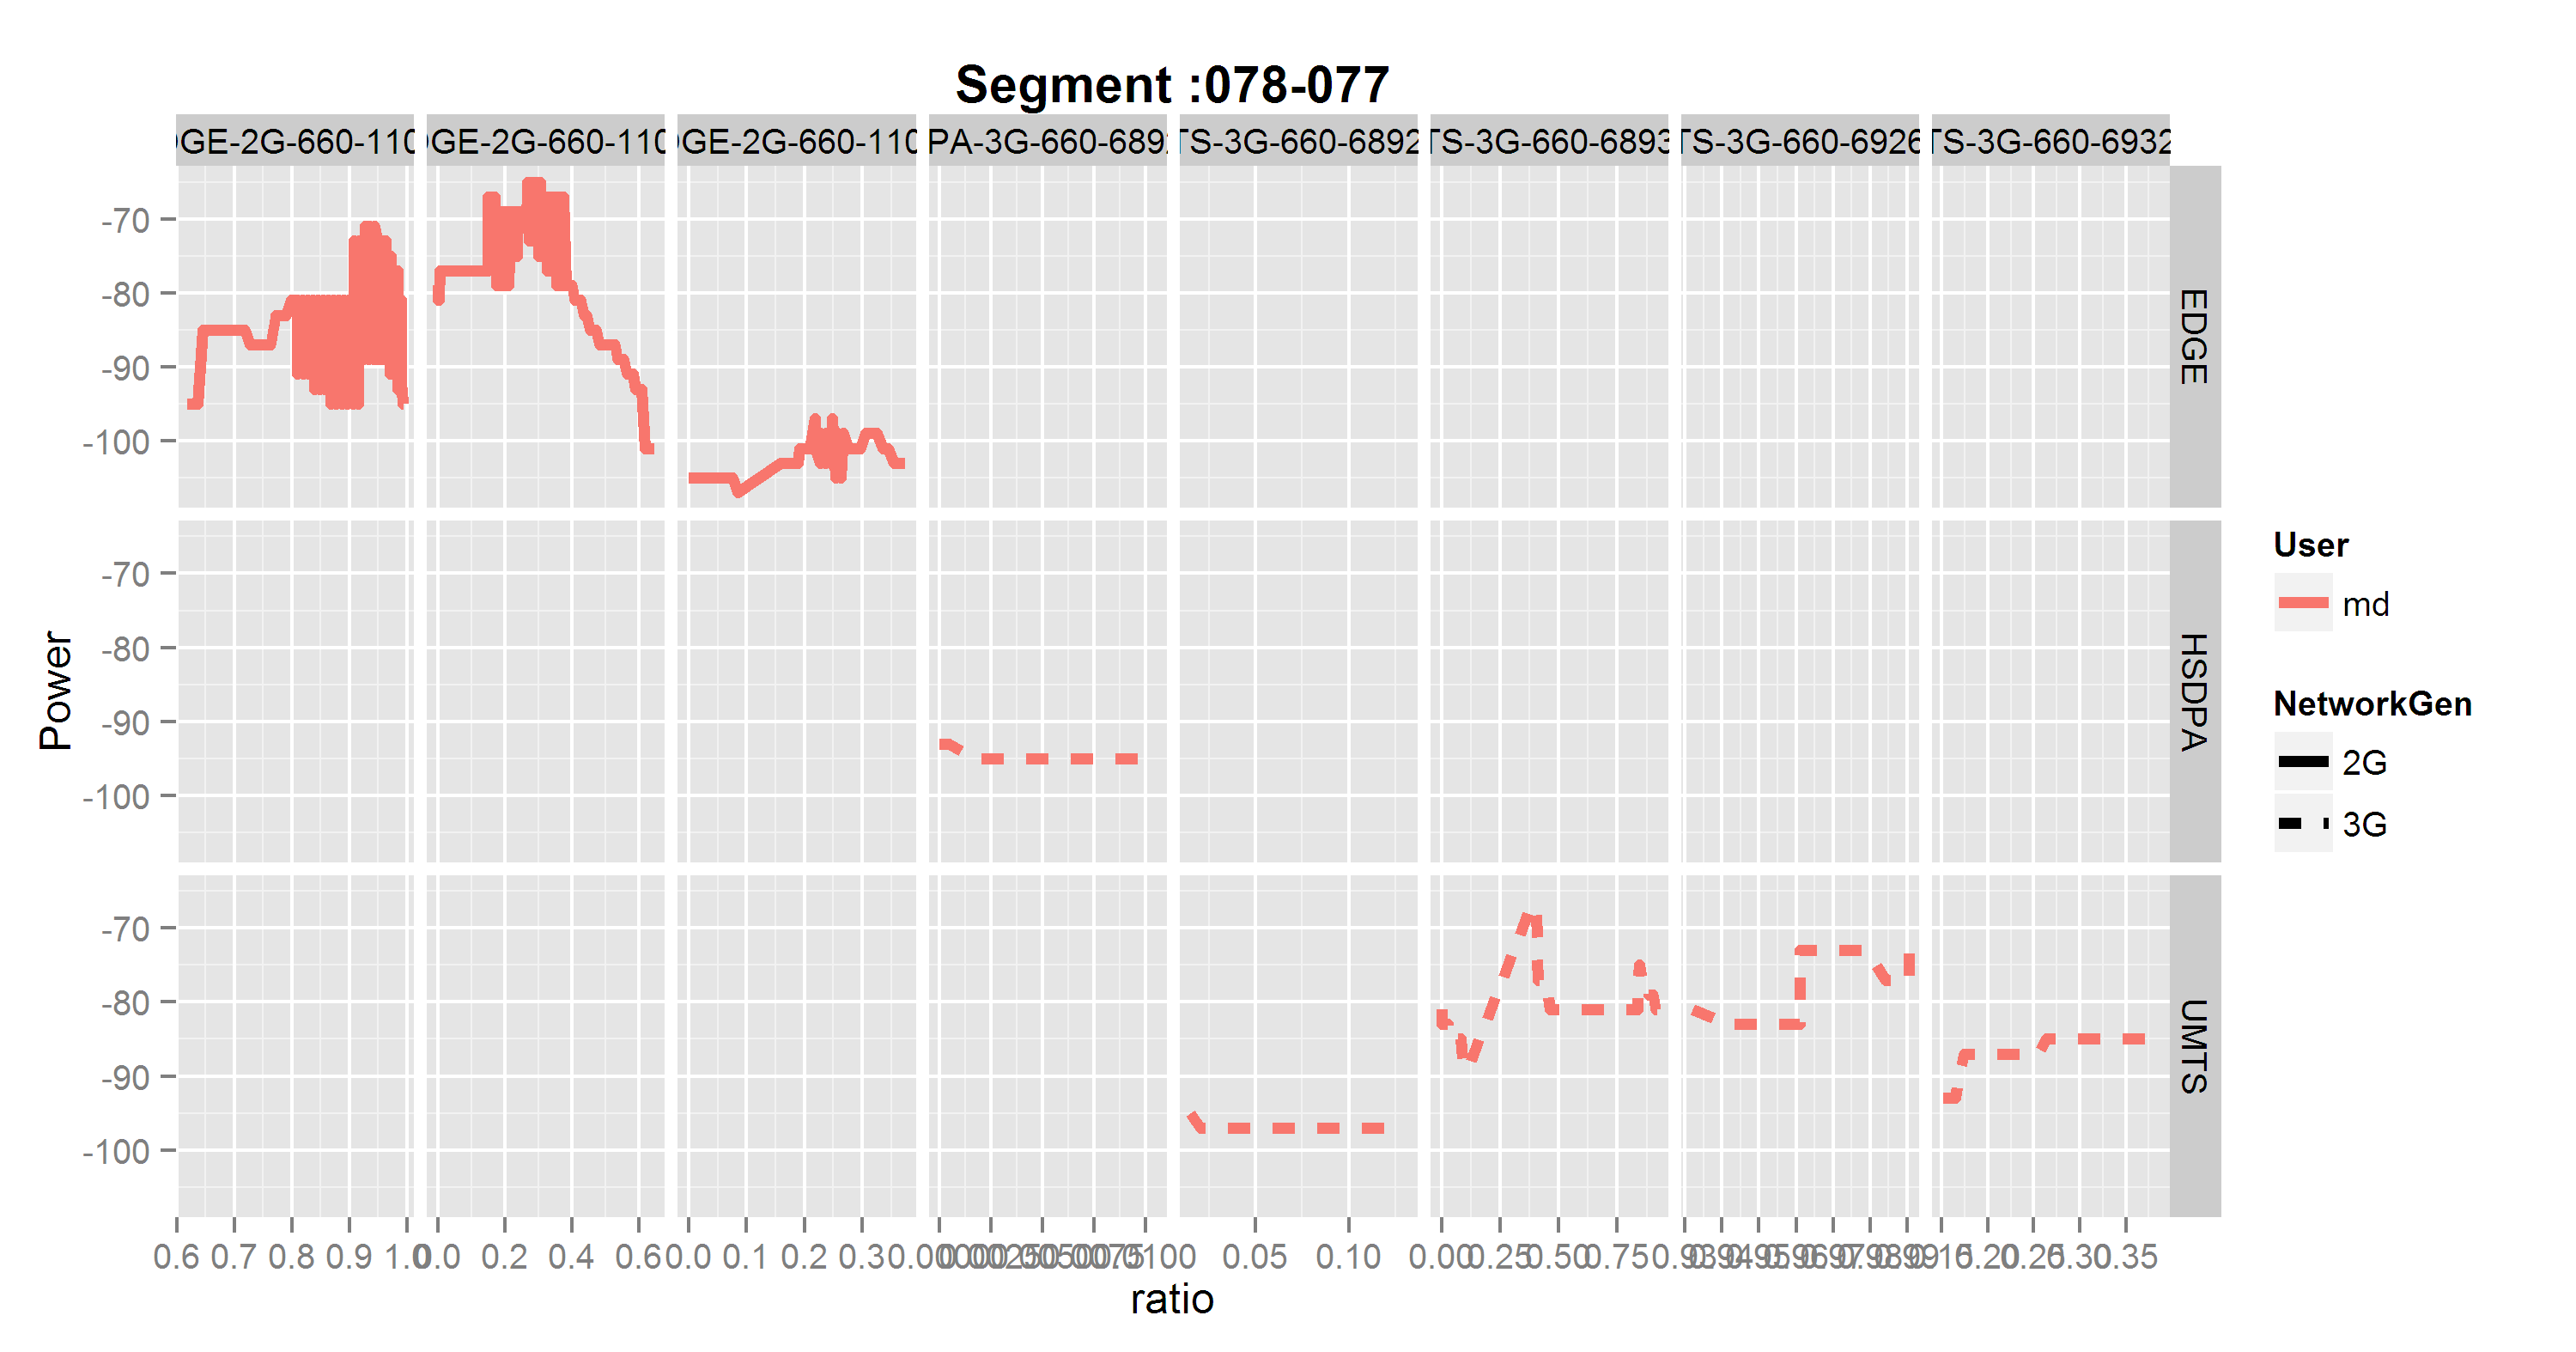 Segment :078-077
DGE-2G-660-110 DGE-2G-660-110 DGE-2G-660-110 PA-3G-660-689 TS-3G-660-6892 TS-3G-660-6893 TS-3G-660-6926 TS-3G-660-6932
-70
-80
-90
-100
EDGE
-70
-80
-90
-100
HSDPA
-70
-80
-90
-100
UMTS
Power
0.6 0.7 0.8 0.9 1.0 0.0 0.2 0.4 0.6 0.0 0.1 0.2 0.3 0.05 0.10 0.00 0.25 0.50 0.75 0.20 0.25 0.30 0.35
ratio
User
md
NetworkGen
2G
3G